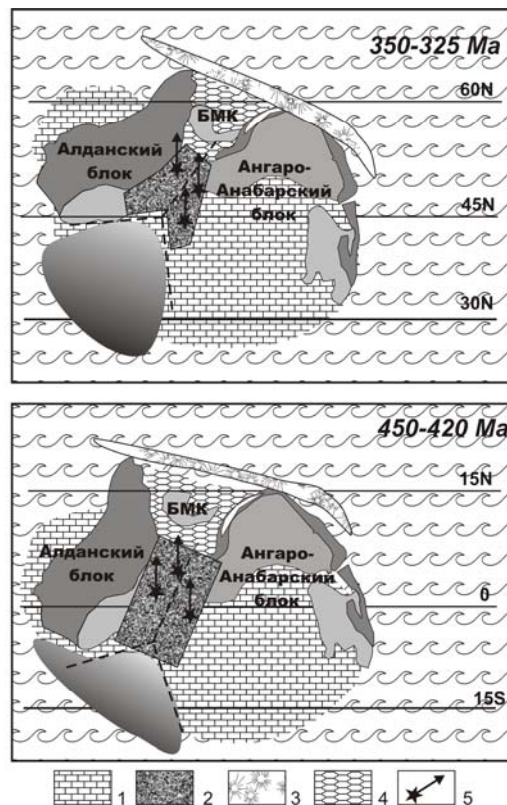 350-325 Ma
60N
БМК
Алданский
блок
Ангаро-
Анабарский
блок
45N
30N
450-420 Ma
15N
БМК
Алданский
блок
Ангаро-
Анабарский
блок
0
15S
1 2 3 4 5